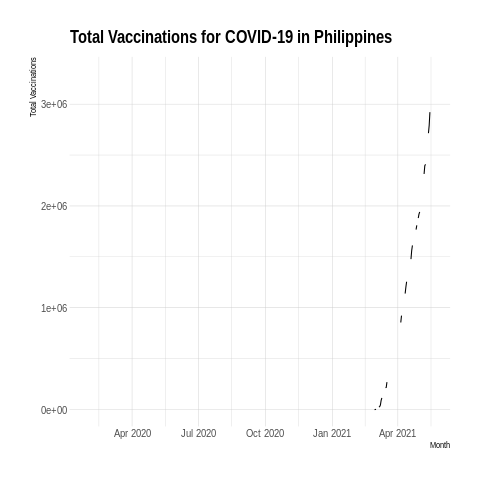 Total Vaccinations for COVID-19 in Philippines
Total Vaccinations
3e+06
2e+06
1e+06
0e+00
Apr 2020 Jul 2020 Oct 2020 Jan 2021 Apr 2021
Month